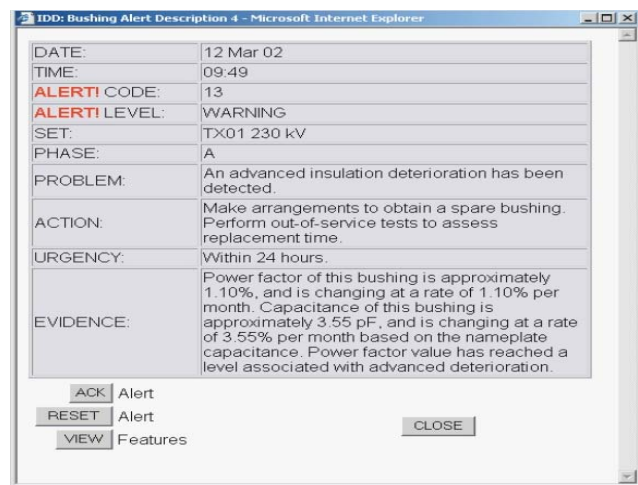 IDD: Bushing Alert Description 4 - Microsoft Internet Explorer
DATE: 12 Mar 02
TIME: 09:49
ALERT! CODE: 13
ALERT! LEVEL: WARNING
SET: TX01 230 kV
PHASE: A
PROBLEM: An advanced insulation deterioration has been
detected.
ACTION: Make arrangements to obtain a spare bushing.
Perform out-of-service tests to assess
replacement time.
URGENCY: Within 24 hours.
EVIDENCE: Power factor of this bushing is approximately
1.10%, and is changing at a rate of 1.10% per
month. Capacitance of this bushing is
approximately 3.55 pF, and is changing at a rate
of 3.55% per month based on the nameplate
capacitance. Power factor value has reached a
level associated with advanced deterioration.
ACK Alert
RESET Alert
VIEW Features
CLOSE